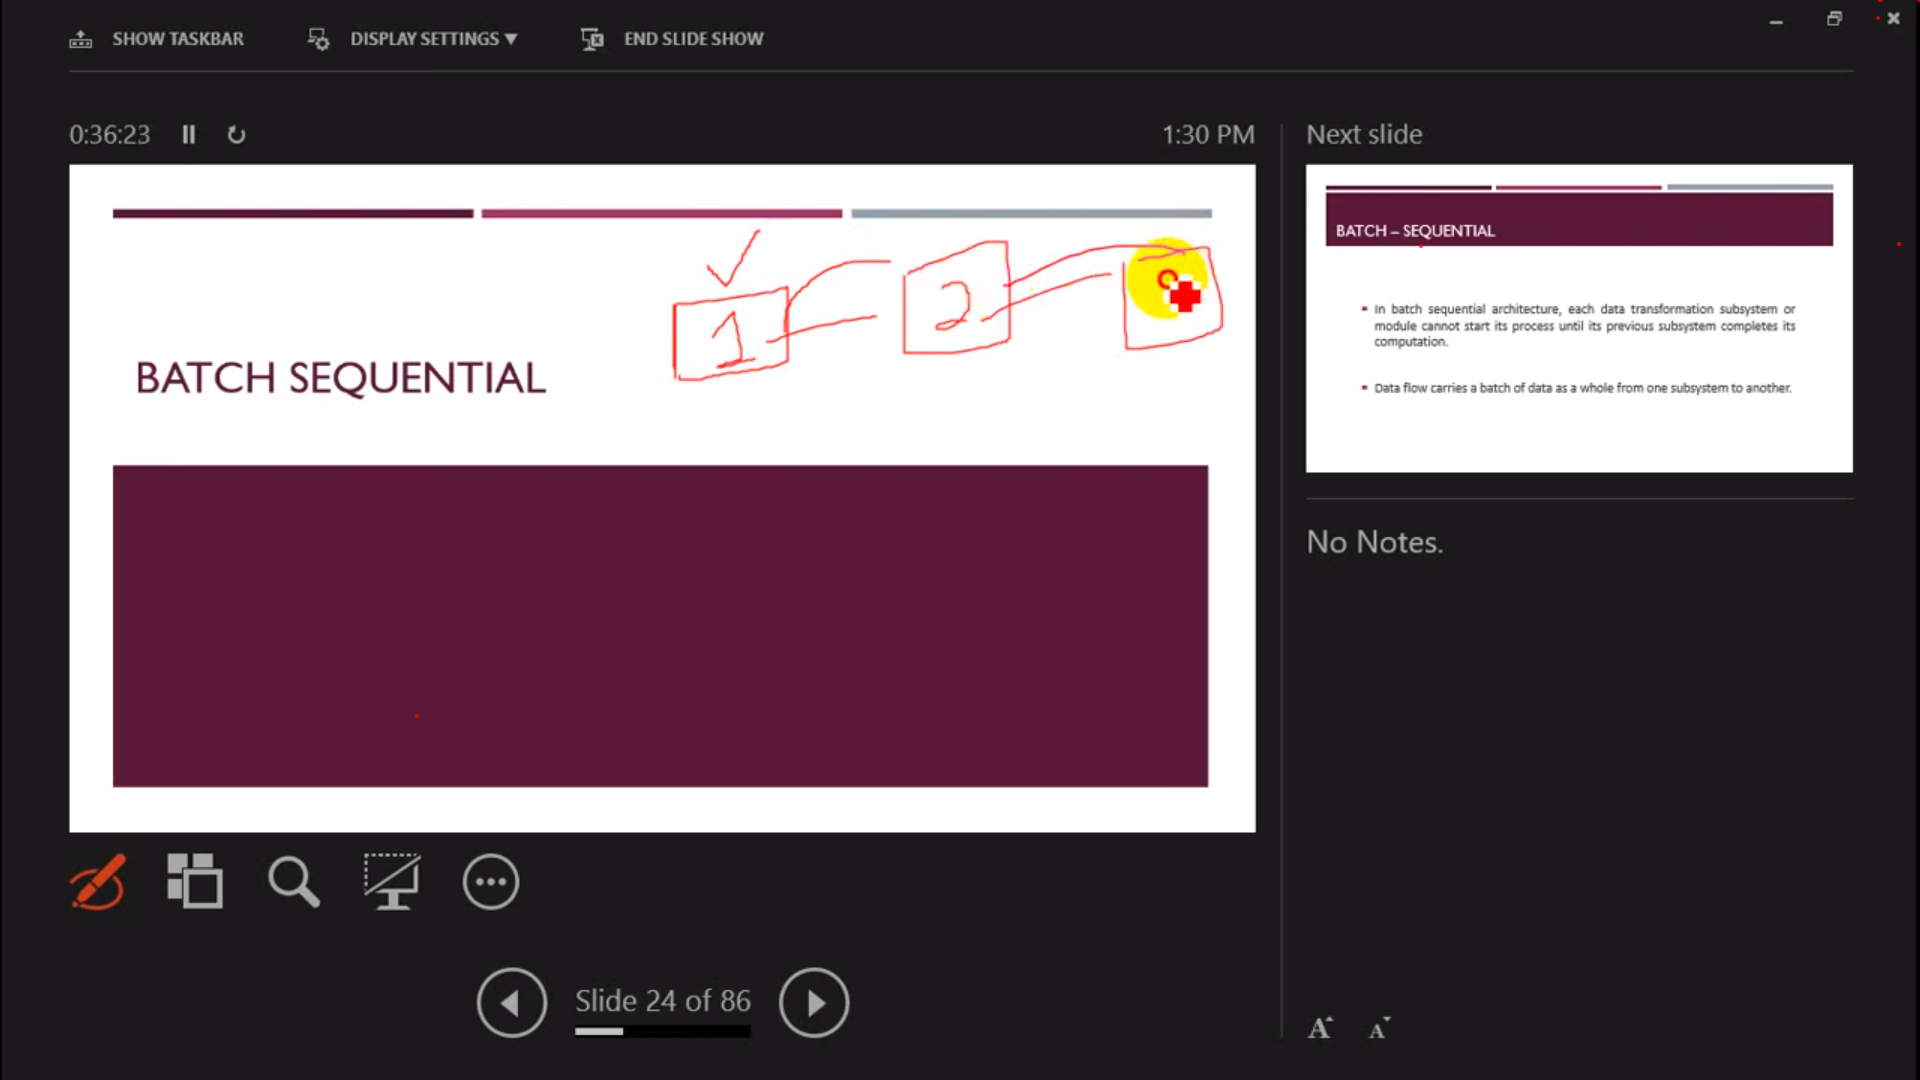 SHOW TASKBAR
DISPLAY SETTINGS ▼
END SLIDE SHOW
0:36:23
1:30 PM
Next slide
1
2
BATCH SEQUENTIAL
BATCH – SEQUENTIAL
In batch sequential architecture, each data transformation subsystem or
module cannot start its process until its previous subsystem completes its
computation.
Data flow carries a batch of data as a whole from one subsystem to another.
No Notes.
Slide 24 of 86
A A